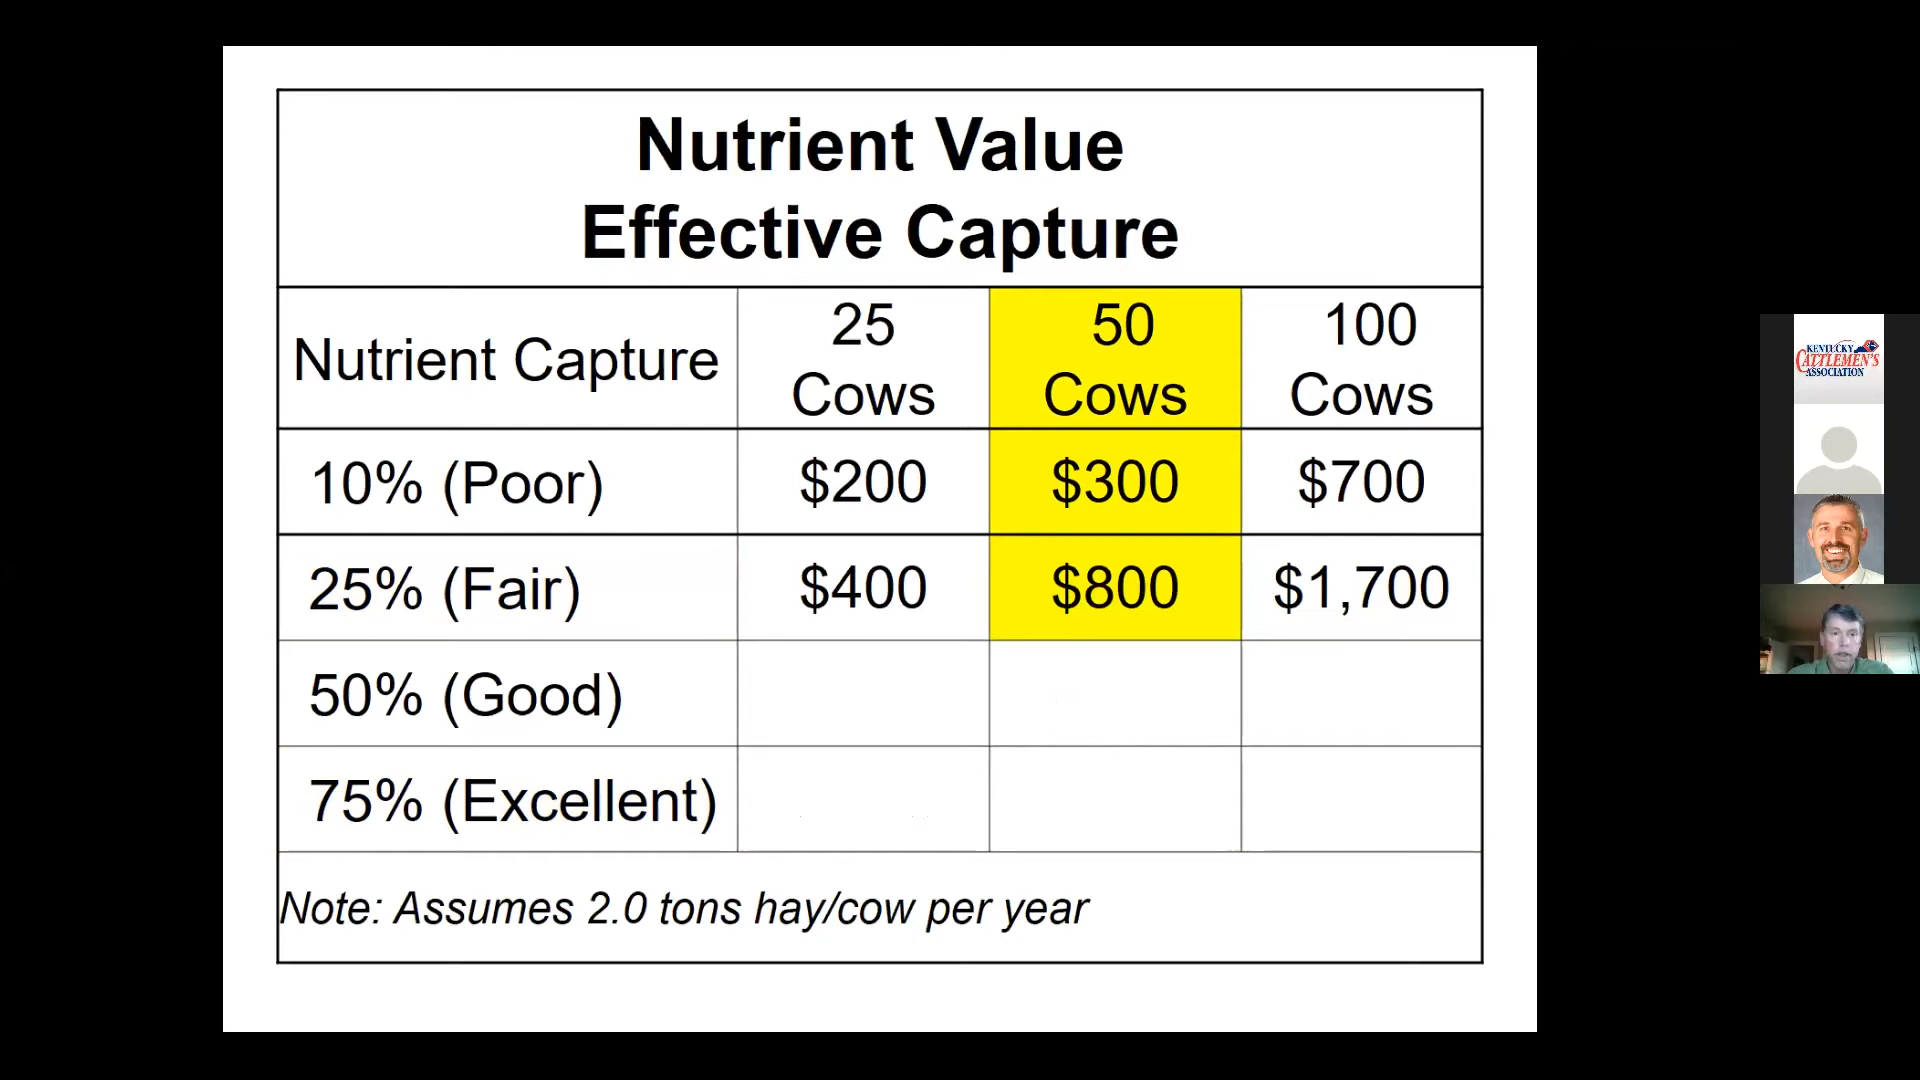 Nutrient Value
Effective Capture
Nutrient Capture
25
Cows
50
Cows
100
Cows
10% (Poor)
$200
$300
$700
25% (Fair)
$400
$800
$1,700
50% (Good)
75% (Excellent)
Note: Assumes 2.0 tons hay/cow per year
KENTUCKY
CATTLEMEN'S
ASSOCIATION